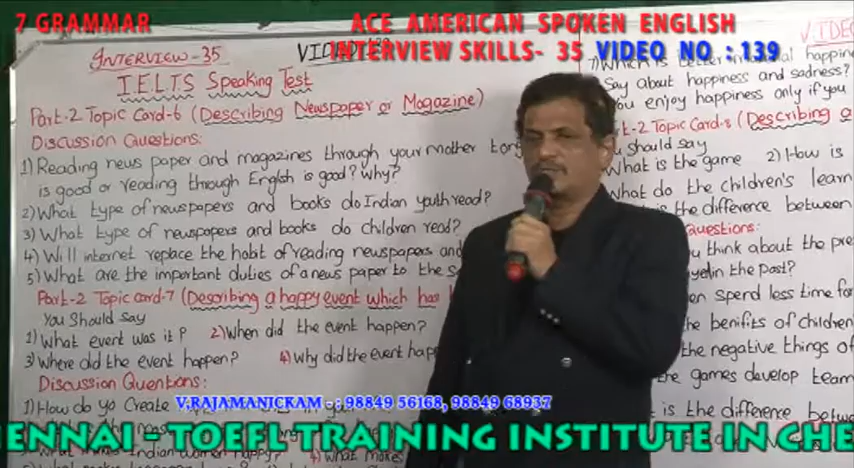 7 GRAMMAR
ACE AMERICAN SPOKEN ENGLISH
INTERVIEW SKILLS- 35 VIDEO NO : 139
INTERVIEW-35
IELTS Speaking Test
Part-2 Topic Card-6 (Describing Newspaper or Magazine)
Discussion Questions:
1) Reading news paper and magazines through your mother
is good or reading through English is good? Why?
2) What type of newspapers and books do Indian youth read?
3) What type of newspapers and books do children read?
4) Will internet replace the habit of reading newspapers and
5) What are the important duties of a news paper to the
Part-2 Topic card-7 (Describing a happy event which has
You Should say
1) What event was it? 2) When did the event happen?
3) Where did the event happen? 4) Why did the event
Discussion Quentions:
1) How do yo Create
Indian women happy?
Say about happiness and sadness?
You enjoy happiness only if you
Topic Card-8 (Describing
should say
What is the game 2) How is
What do the children's learn
the difference between
Questions:
think about the
in the Past?
spend less time for
the benifits of children
the negative things of
games develop team
is the difference
V.RAJAMANICKAM - : 98849 56168, 98849 68937
HENNAI - TOEFL TRAINING INSTITUTE IN CHE